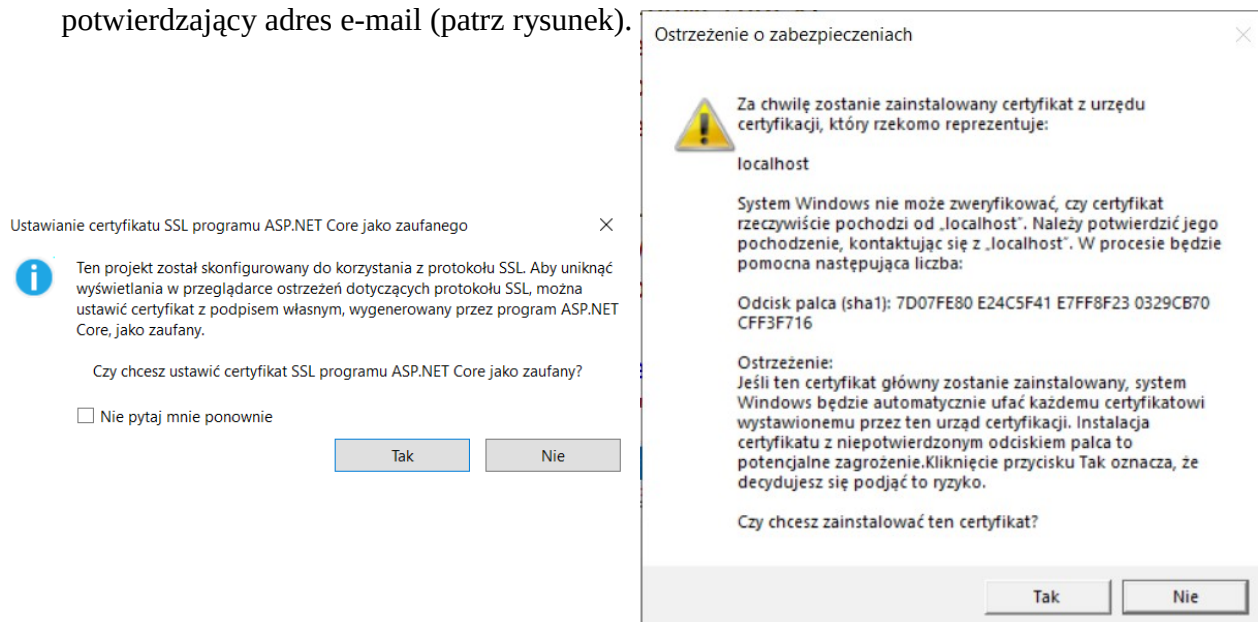 potwierdzający adres e-mail (patrz rysunek).
Ustawianie certyfikatu SSL programu ASP.NET Core jako zaufanego
Ten projekt został skonfigurowany do korzystania z protokołu SSL. Aby uniknąć
wyświetlania w przeglądarce ostrzeżeń dotyczących protokołu SSL, można
ustawić certyfikat z podpisem własnym, wygenerowany przez program ASP.NET
Core, jako zaufany.
Czy chcesz ustawić certyfikat SSL programu ASP.NET Core jako zaufany?
Nie pytaj mnie ponownie
Tak Nie
Ostrzeżenie o zabezpieczeniach
Za chwilę zostanie zainstalowany certyfikat z urzędu
certyfikacji, który rzekomo reprezentuje:
localhost
System Windows nie może zweryfikować, czy certyfikat
rzeczywiście pochodzi od „localhost”. Należy potwierdzić jego
pochodzenie, kontaktując się z „localhost”. W procesie będzie
pomocna następująca liczba:
Odcisk palca (sha1): 7D07FE80 E24C5F41 E7FF8F23 0329CB70
CFF3F716
Ostrzeżenie:
Jeśli ten certyfikat główny zostanie zainstalowany, system
Windows będzie automatycznie ufać każdemu certyfikatowi
wystawionemu przez ten urząd certyfikacji. Instalacja
certyfikatu z niepotwierdzonym odciskiem palca to
potencjalne zagrożenie.Kliknięcie przycisku Tak oznacza, że
decydujesz się podjąć to ryzyko.
Czy chcesz zainstalować ten certyfikat?
Tak Nie